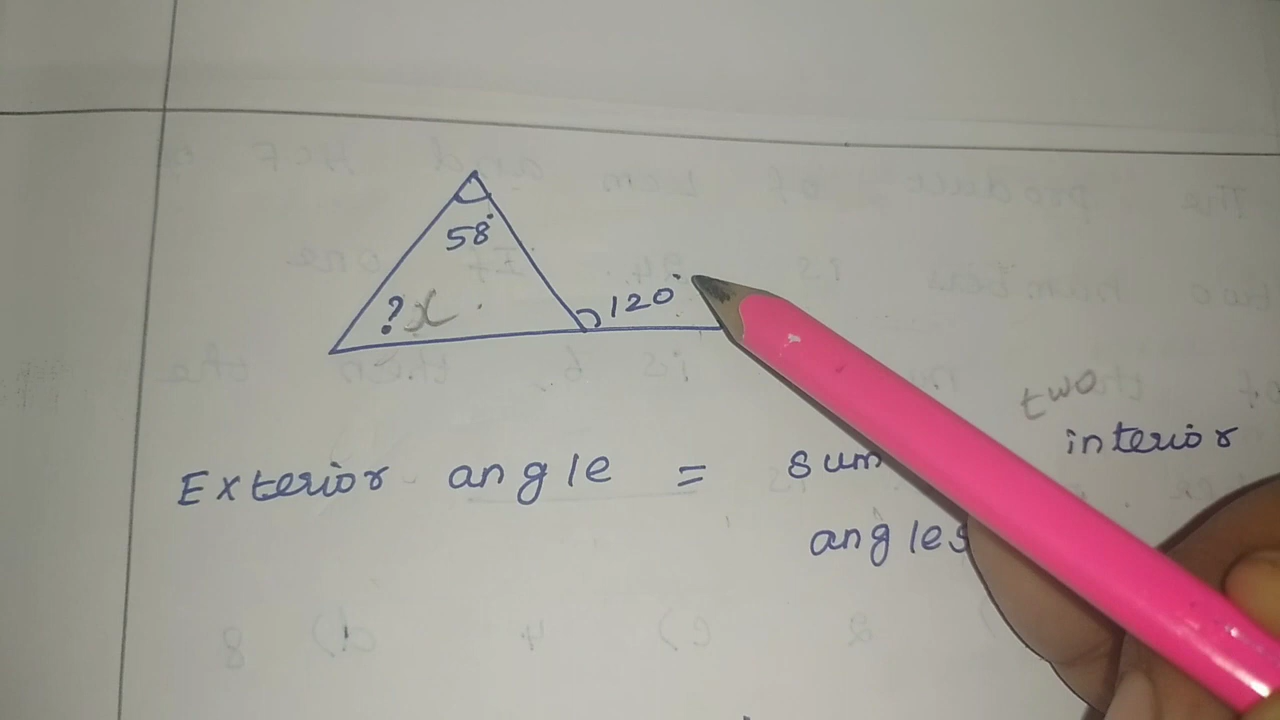 58°
?x
120°
two
Exterior angle = sum interior
angles